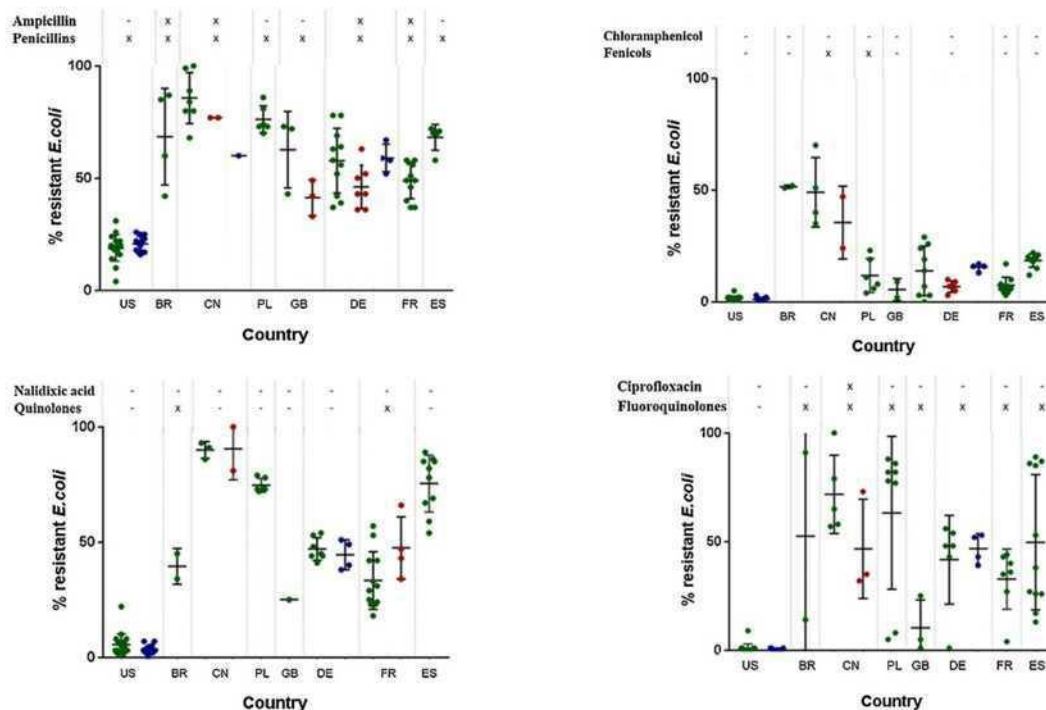 Ampicillin - x x - - x x -
Penicillins x x x x x x x x
100
50
0
% resistant E.coli
US BR CN PL GB DE FR ES
Country
Chloramphenicol - - - - - - - -
Fenicols - - x x - - - -
100
50
0
% resistant E.coli
US BR CN PL GB DE FR ES
Country
Nalidixic acid - - - - - - - -
Quinolones - x - - - - x -
100
50
0
% resistant E.coli
US BR CN PL GB DE FR ES
Country
Ciprofloxacin - - x - - - - -
Fluoroquinolones - x x x x x x x
100
50
0
% resistant E.coli
US BR CN PL GB DE FR ES
Country